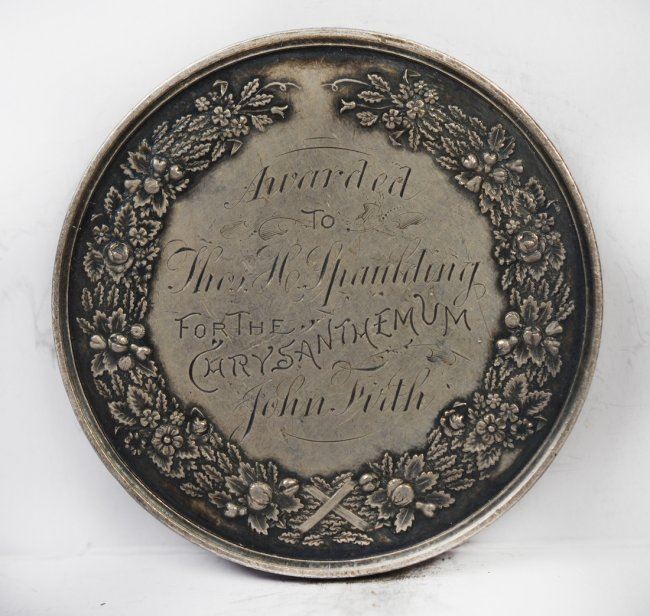 Awarded
TO
Thos. H. Spaulding
FOR THE
CHRYSANTHEMUM
John Firth